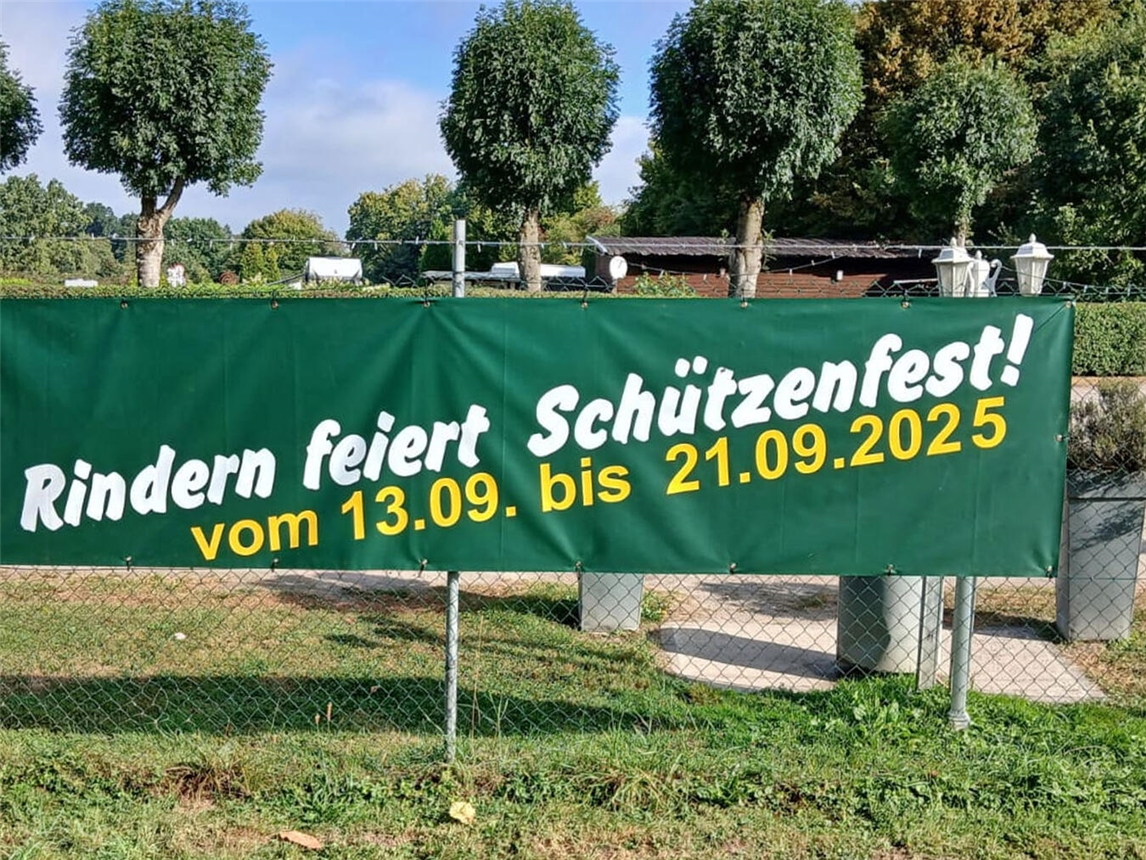 Rindern feiert Schützenfest!
vom 13.09. bis 21.09.2025